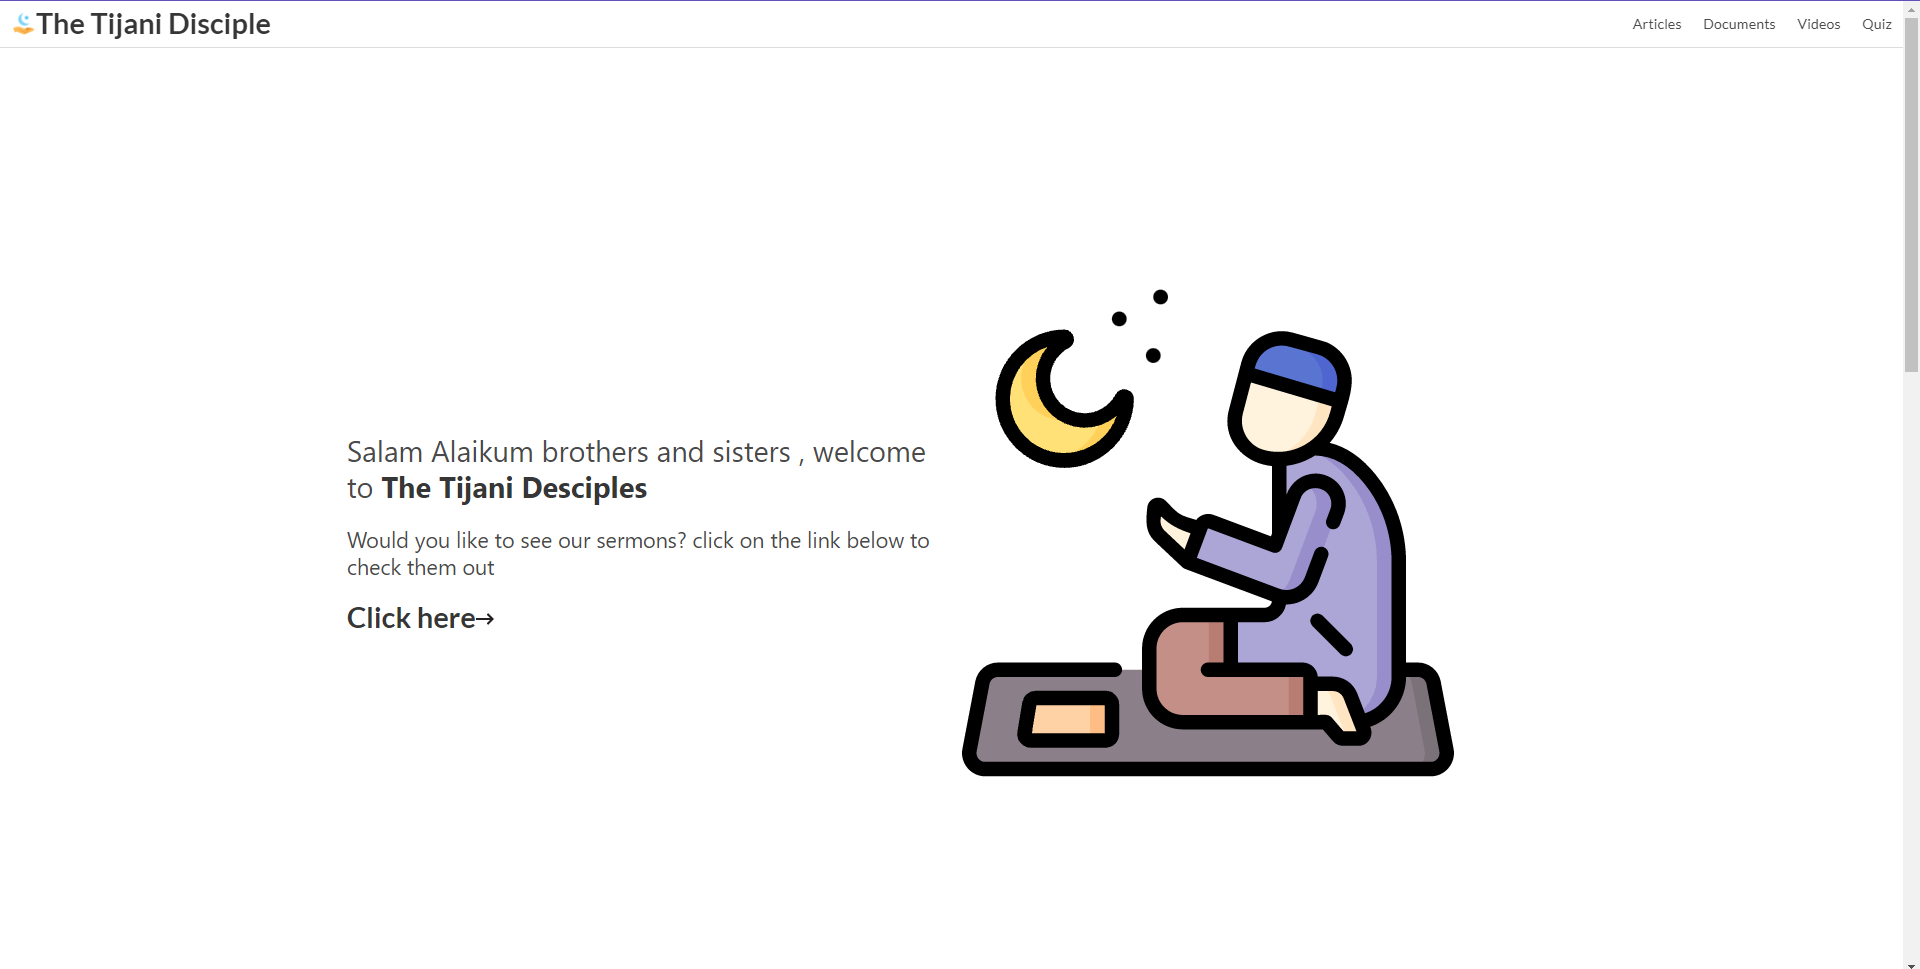 The Tijani Disciple
Articles Documents Videos Quiz
Salam Alaikum brothers and sisters , welcome
to The Tijani Desciples
Would you like to see our sermons? click on the link below to
check them out
Click here→